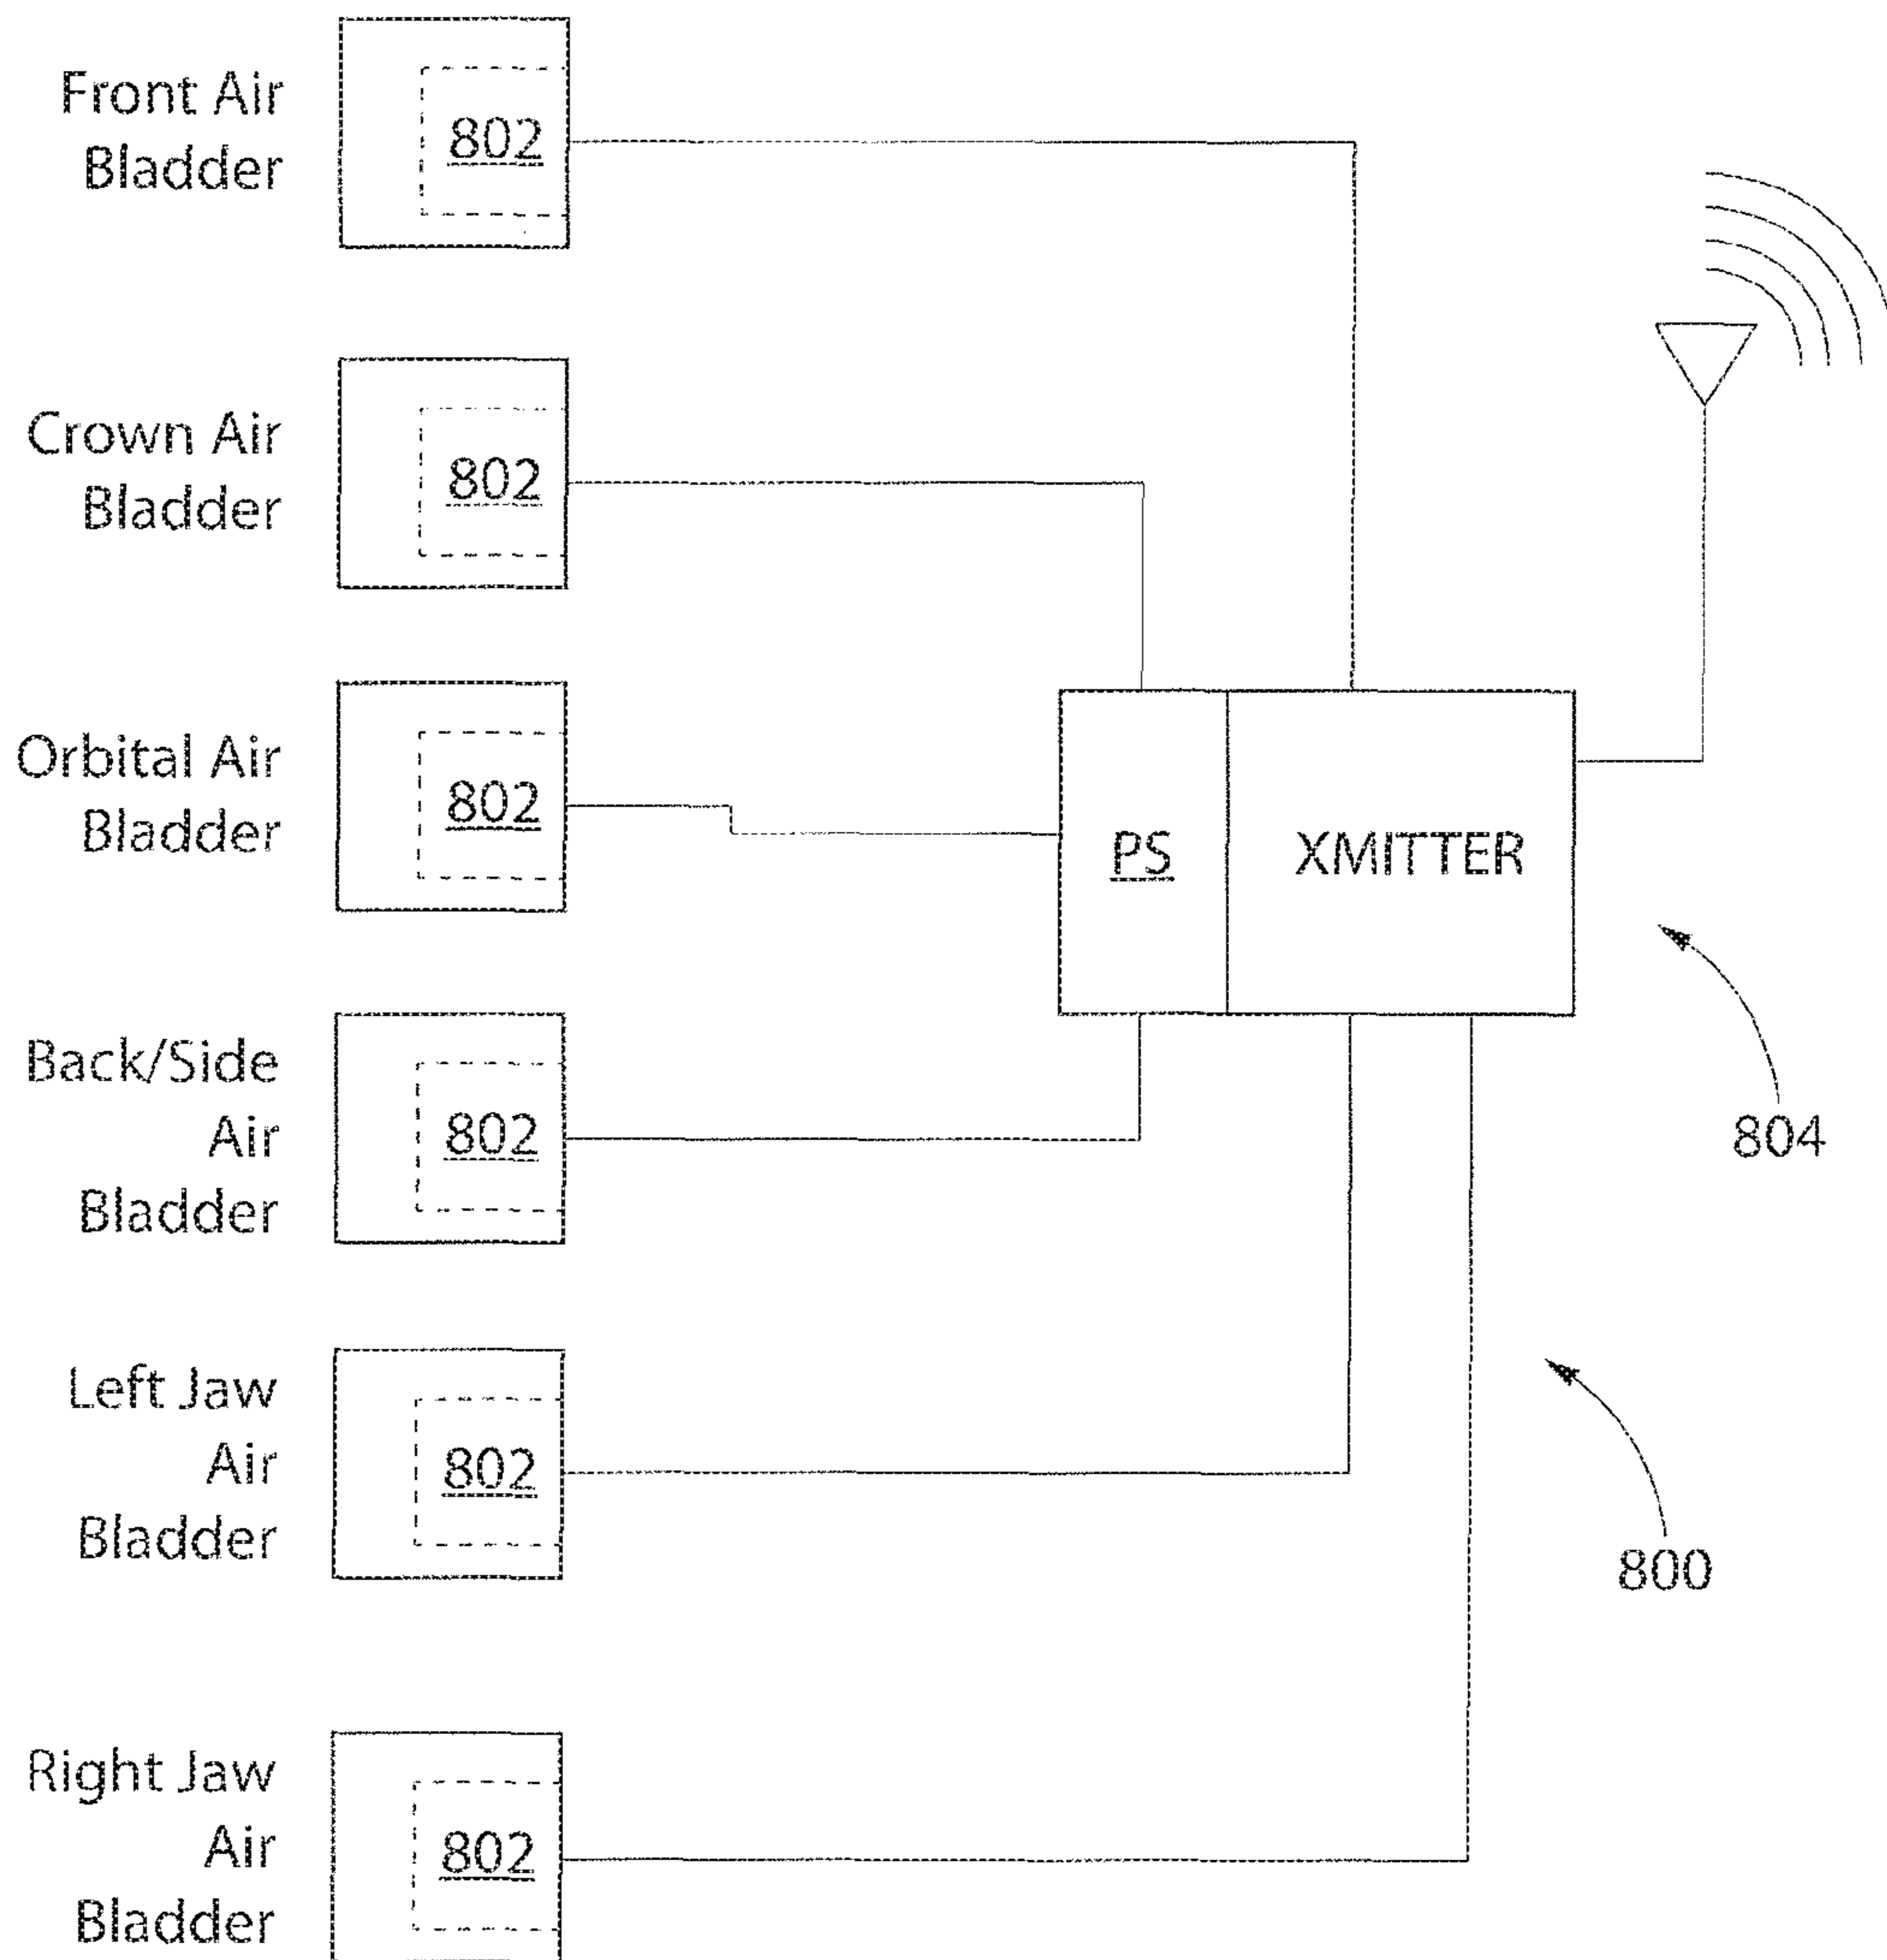 Front Air
Bladder
802
Crown Air
Bladder
802
Orbital Air
Bladder
802
PS
XMITTER
Back/Side
Air
Bladder
802
804
Left Jaw
Air
Bladder
802
800
Right Jaw
Air
Bladder
802